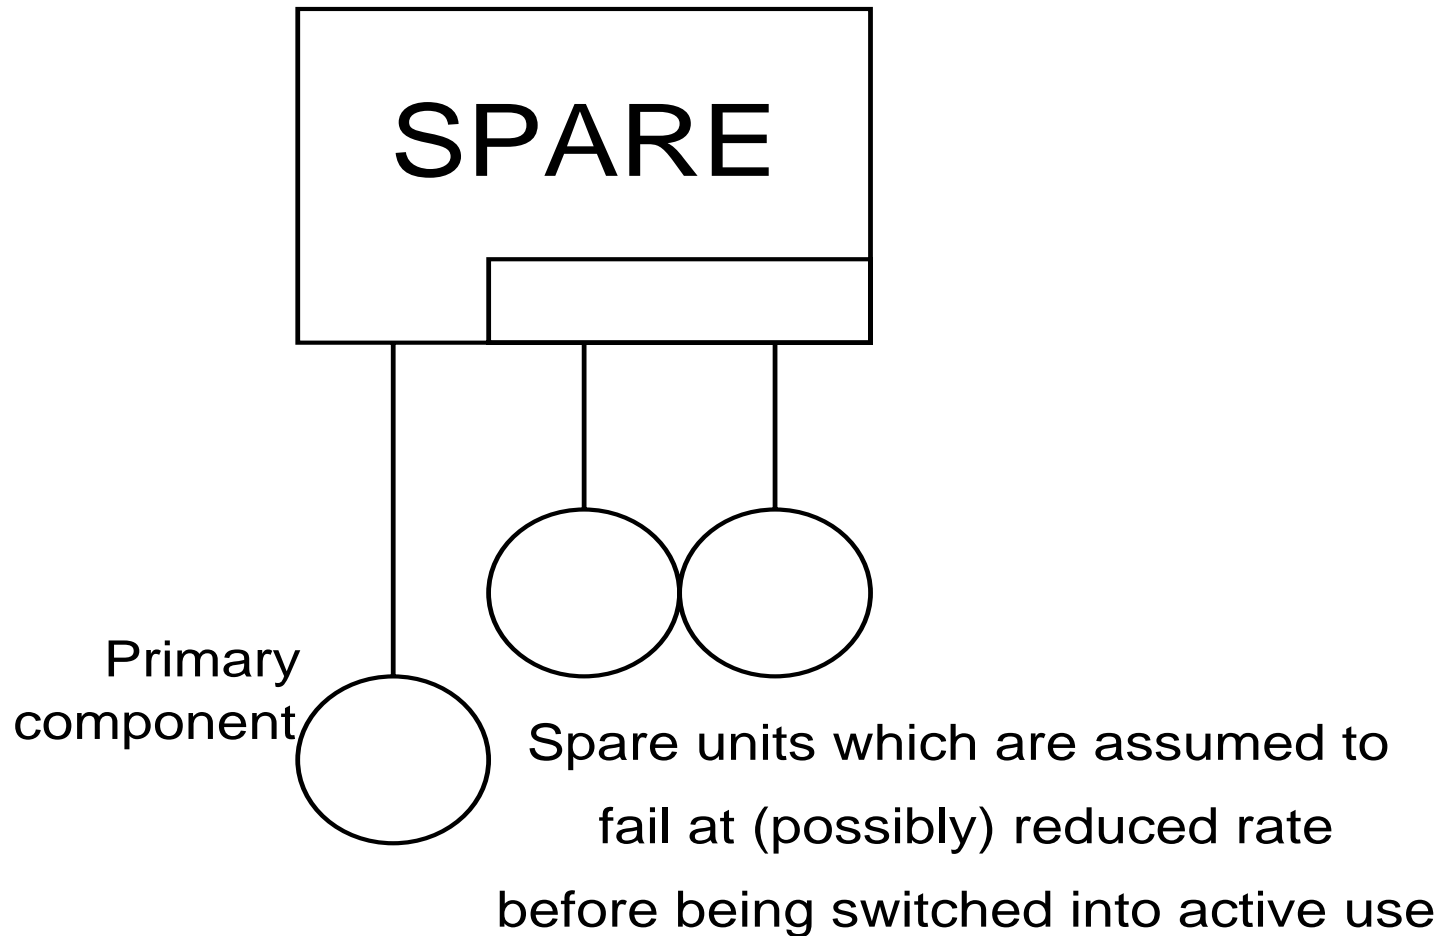 SPARE
Primary
component
Spare units which are assumed to
fail at (possibly) reduced rate
before being switched into active use